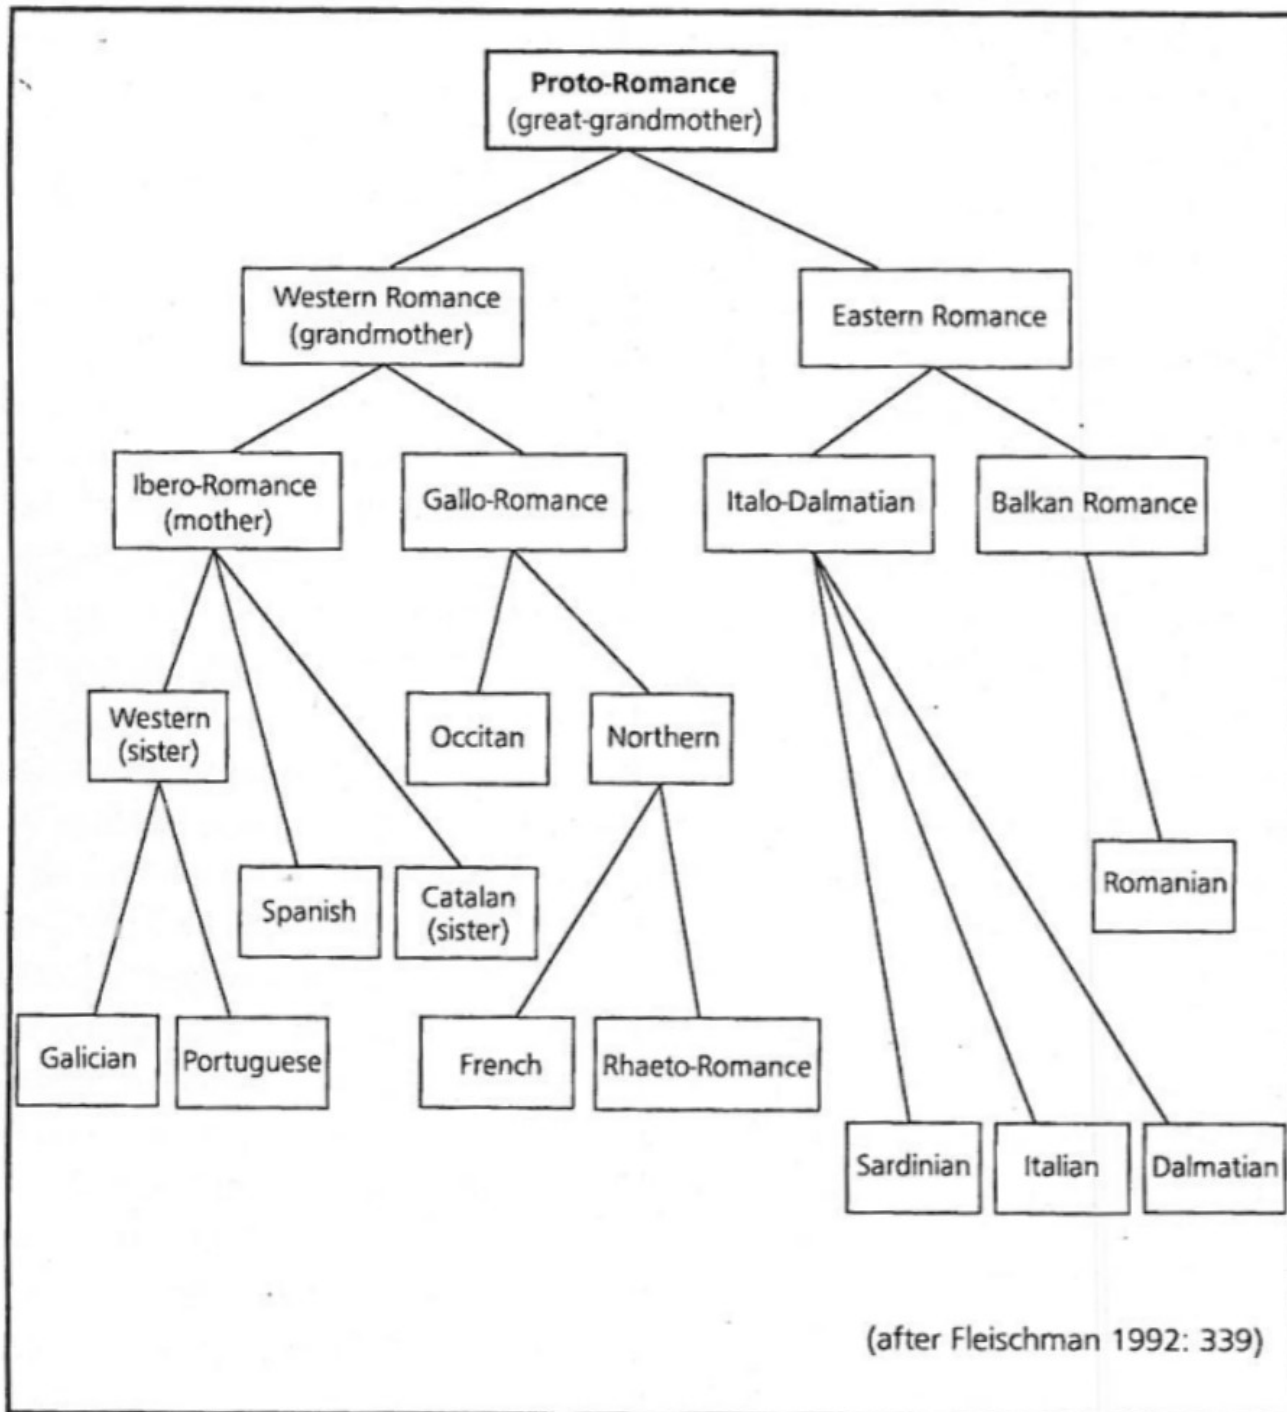 Proto-Romance
(great-grandmother)
Western Romance
(grandmother)
Eastern Romance
Ibero-Romance
(mother)
Gallo-Romance
Italo-Dalmatian
Balkan Romance
Western
(sister)
Occitan
Northern
Spanish
Catalan
(sister)
Romanian
Galician
Portuguese
French
Rhaeto-Romance
Sardinian
Italian
Dalmatian
(after Fleischman 1992: 339)